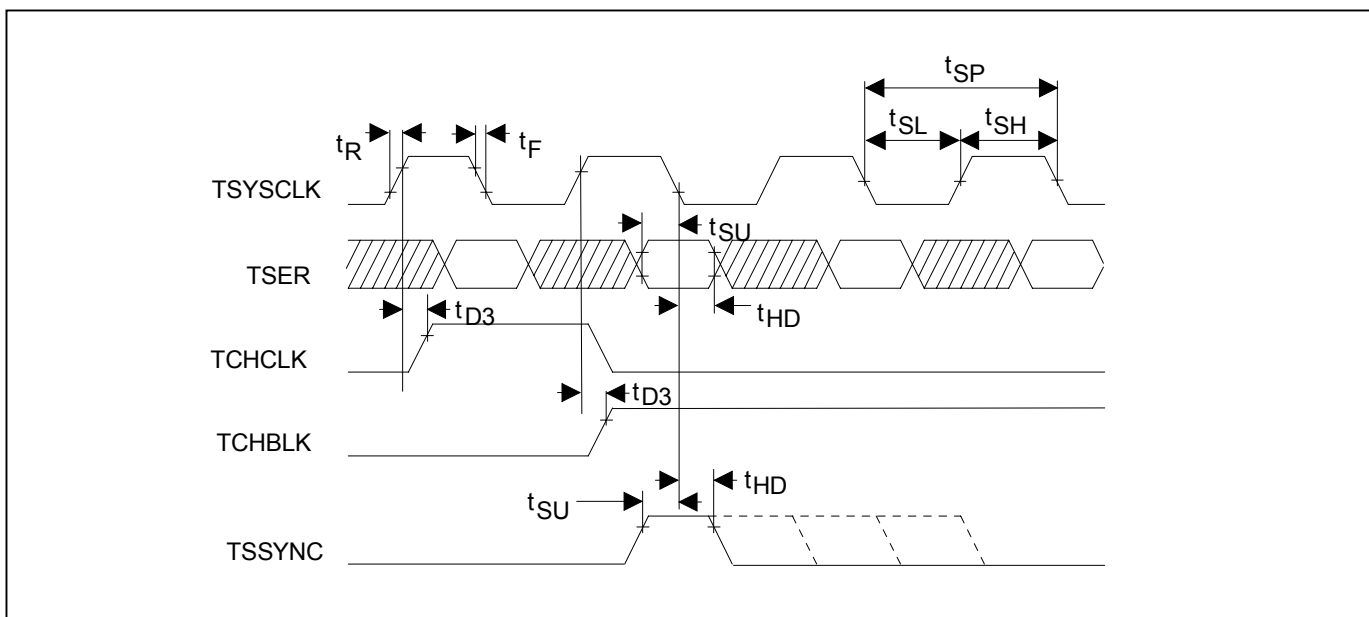 tSP
tSL
tSH
tR
tF
TSYSCLK
tSU
TSER
tD3
tHD
TCHCLK
tD3
TCHBLK
tSU
tHD
TSSYNC